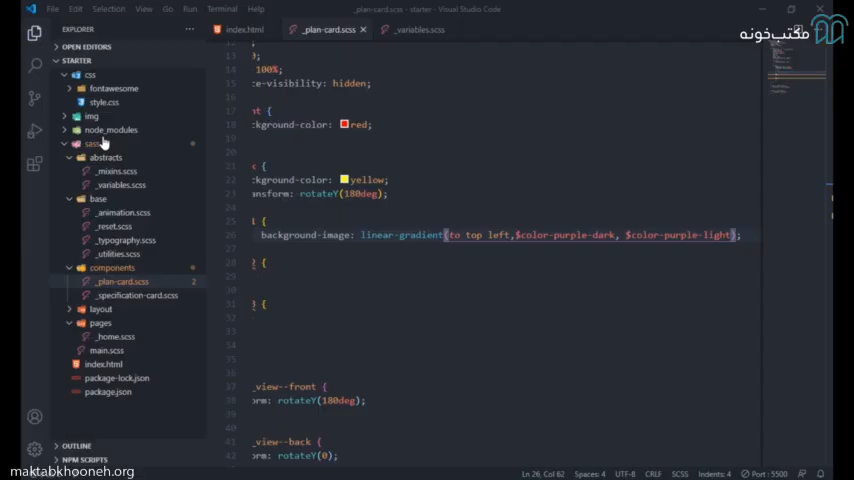 File Edit Selection View Go Run Terminal Help
_plan-card.scss - starter - Visual Studio Code
مکتب‌خونه
EXPLORER
index.html
_plan-card.scss
_variables.scss
OPEN EDITORS
STARTER
css
fontawesome
style.css
img
node_modules
sass
abstracts
_mixins.scss
_variables.scss
base
_animation.scss
_reset.scss
_typography.scss
_utilities.scss
components
_plan-card.scss 2
_specification-card.scss
layout
pages
_home.scss
main.scss
index.html
package-lock.json
package.json
OUTLINE
NPM SCRIPTS
13 ;
14 100%;
15 ce-visibility: hidden;
16
17 nt {
18 background-color: red;
19
20
21 k {
22 background-color: yellow;
23 ansform: rotateY(180deg);
24
25 1 {
26 background-image: linear-gradient(to top left,$color-purple-dark, $color-purple-light);
27
28 2 {
29
30
31 3 {
32
33
34
35
36
37 _view--front {
38 orm: rotateY(180deg);
39
40
41 _view--back {
42 orm: rotateY(0);
Ln 26, Col 62 Spaces: 4 UTF-8 CRLF SCSS Indents: 4 Port : 5500
maktabkhooneh.org